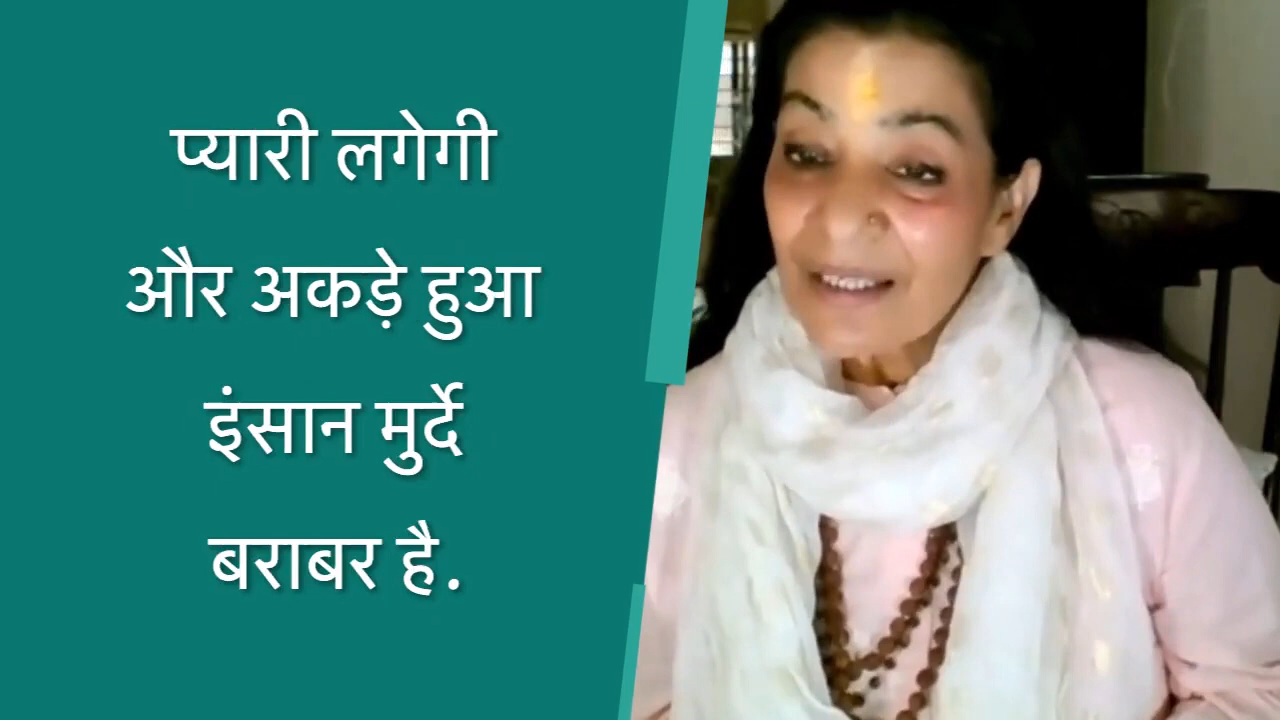 प्यारी लगेगी
और अकड़े हुआ
इंसान मुर्दे
बराबर है.